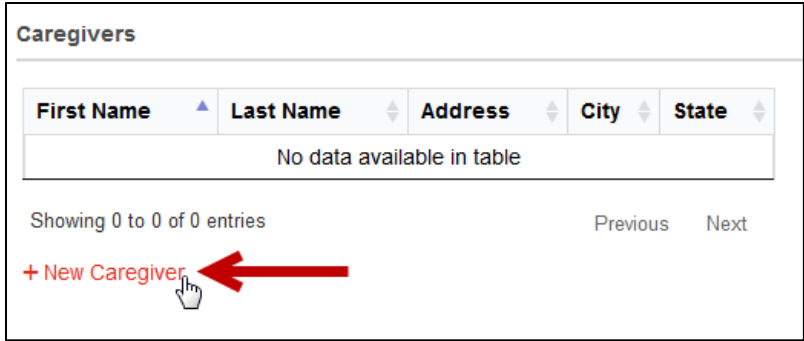 Caregivers
First Name Last Name Address City State
No data available in table
Showing 0 to 0 of 0 entries Previous Next
+ New Caregiver